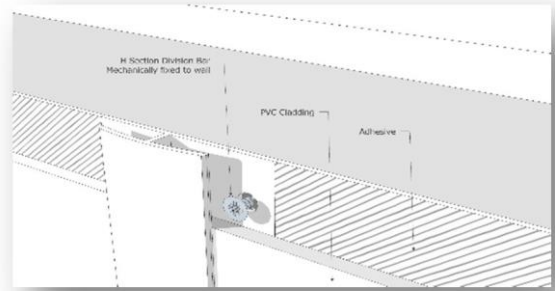 H Section Division Bar
Mechanically fixed to wall
PVC Cladding
Adhesive